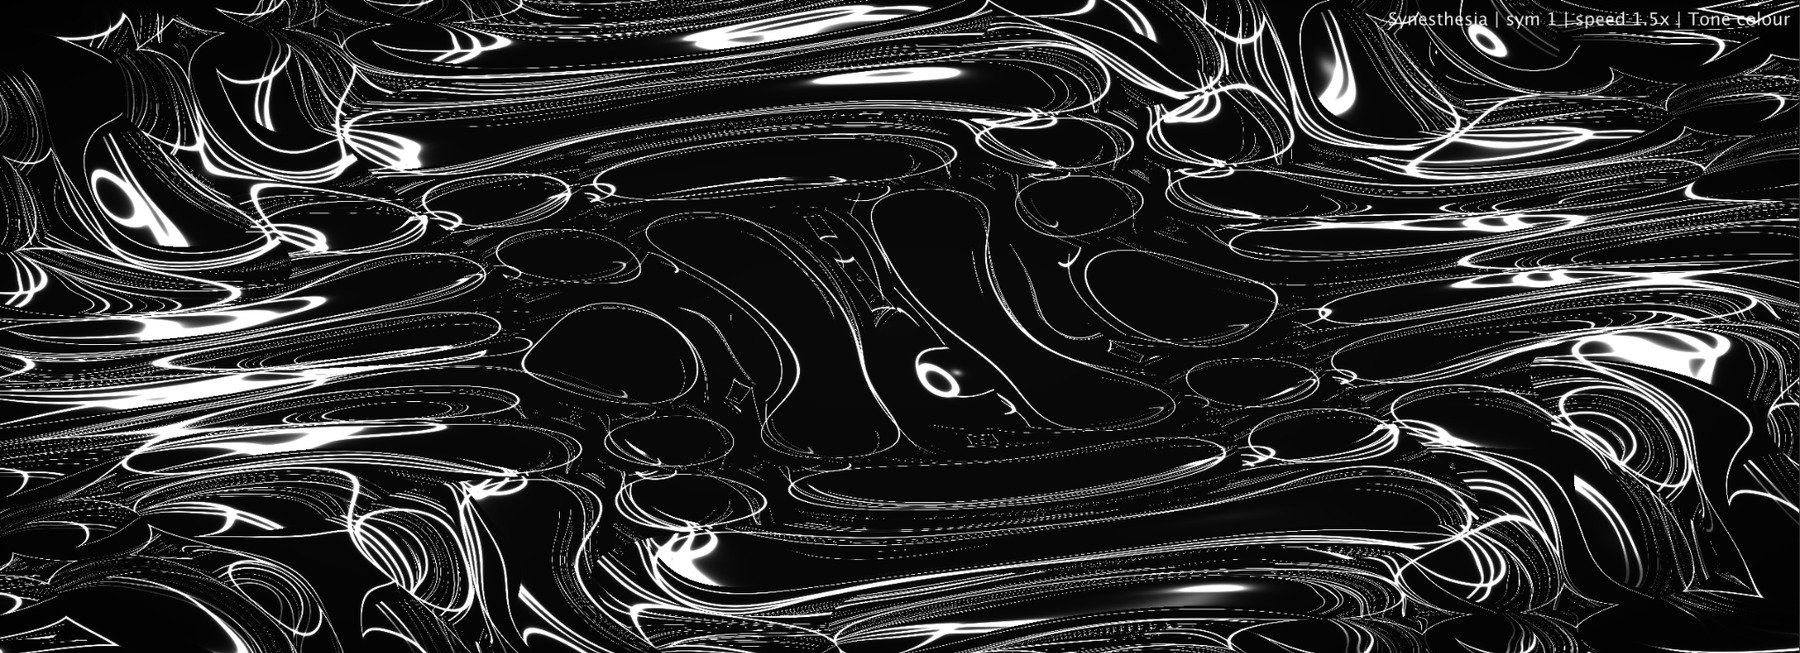 Synesthesia | sym 1 | speed 1.5x | Tone colour